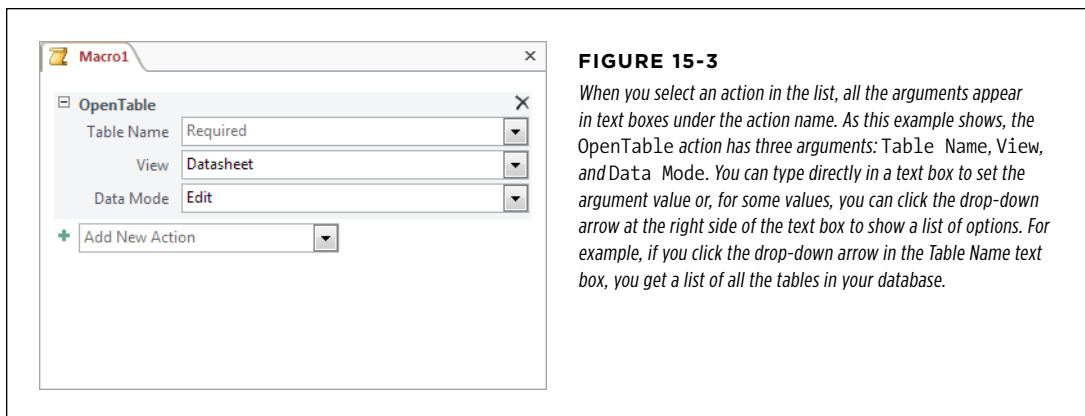 Macro1
OpenTable
Table Name Required
View Datasheet
Data Mode Edit
Add New Action
FIGURE 15-3
When you select an action in the list, all the arguments appear
in text boxes under the action name. As this example shows, the
OpenTable action has three arguments: Table Name, View,
and Data Mode. You can type directly in a text box to set the
argument value or, for some values, you can click the drop-down
arrow at the right side of the text box to show a list of options. For
example, if you click the drop-down arrow in the Table Name text
box, you get a list of all the tables in your database.